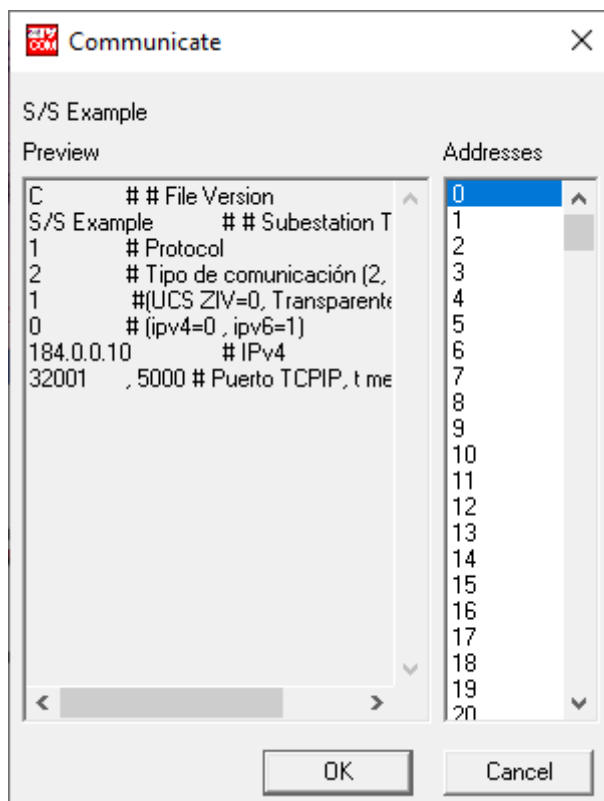 ZIV COM Communicate
S/S Example
Preview
Addresses
C # # File Version
S/S Example # # Subestation T
1 # Protocol
2 # Tipo de comunicación (2,
1 #(UCS ZIV=0, Transparente
0 # (ipv4=0 , ipv6=1)
184.0.0.10 # IPv4
32001 , 5000 # Puerto TCPIP, t me
0
1
2
3
4
5
6
7
8
9
10
11
12
13
14
15
16
17
18
19
20
OK
Cancel